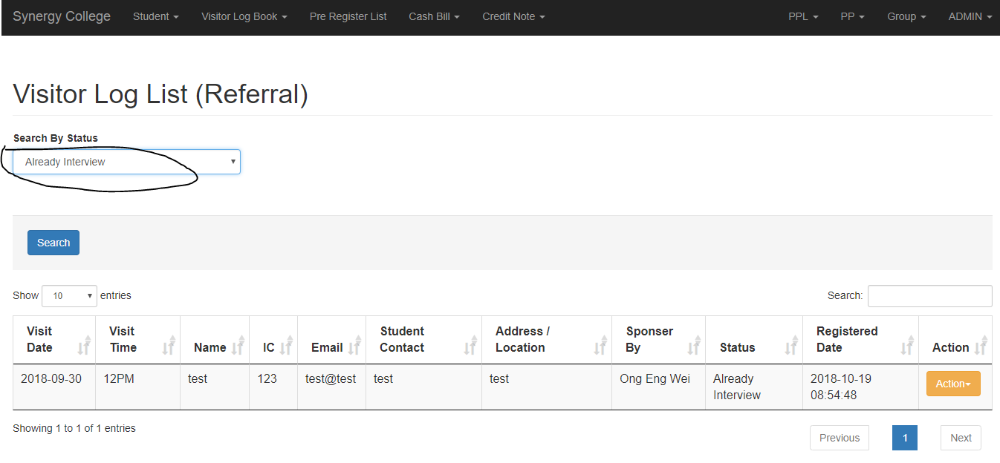 Synergy College Student Visitor Log Book Pre Register List Cash Bill Credit Note PPL PP Group ADMIN
Visitor Log List (Referral)
Search By Status
Already Interview
Search
Show 10 entries Search:
Visit Date Visit Time Name IC Email Student Contact Address / Location Sponser By Status Registered Date Action
2018-09-30 12PM test 123 test@test test test Ong Eng Wei Already Interview 2018-10-19 08:54:48 Action
Showing 1 to 1 of 1 entries
Previous 1 Next